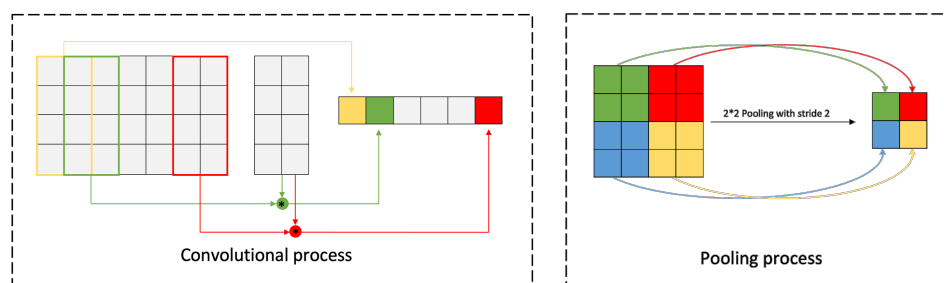 *
*
Convolutional process
2*2 Pooling with stride 2
Pooling process